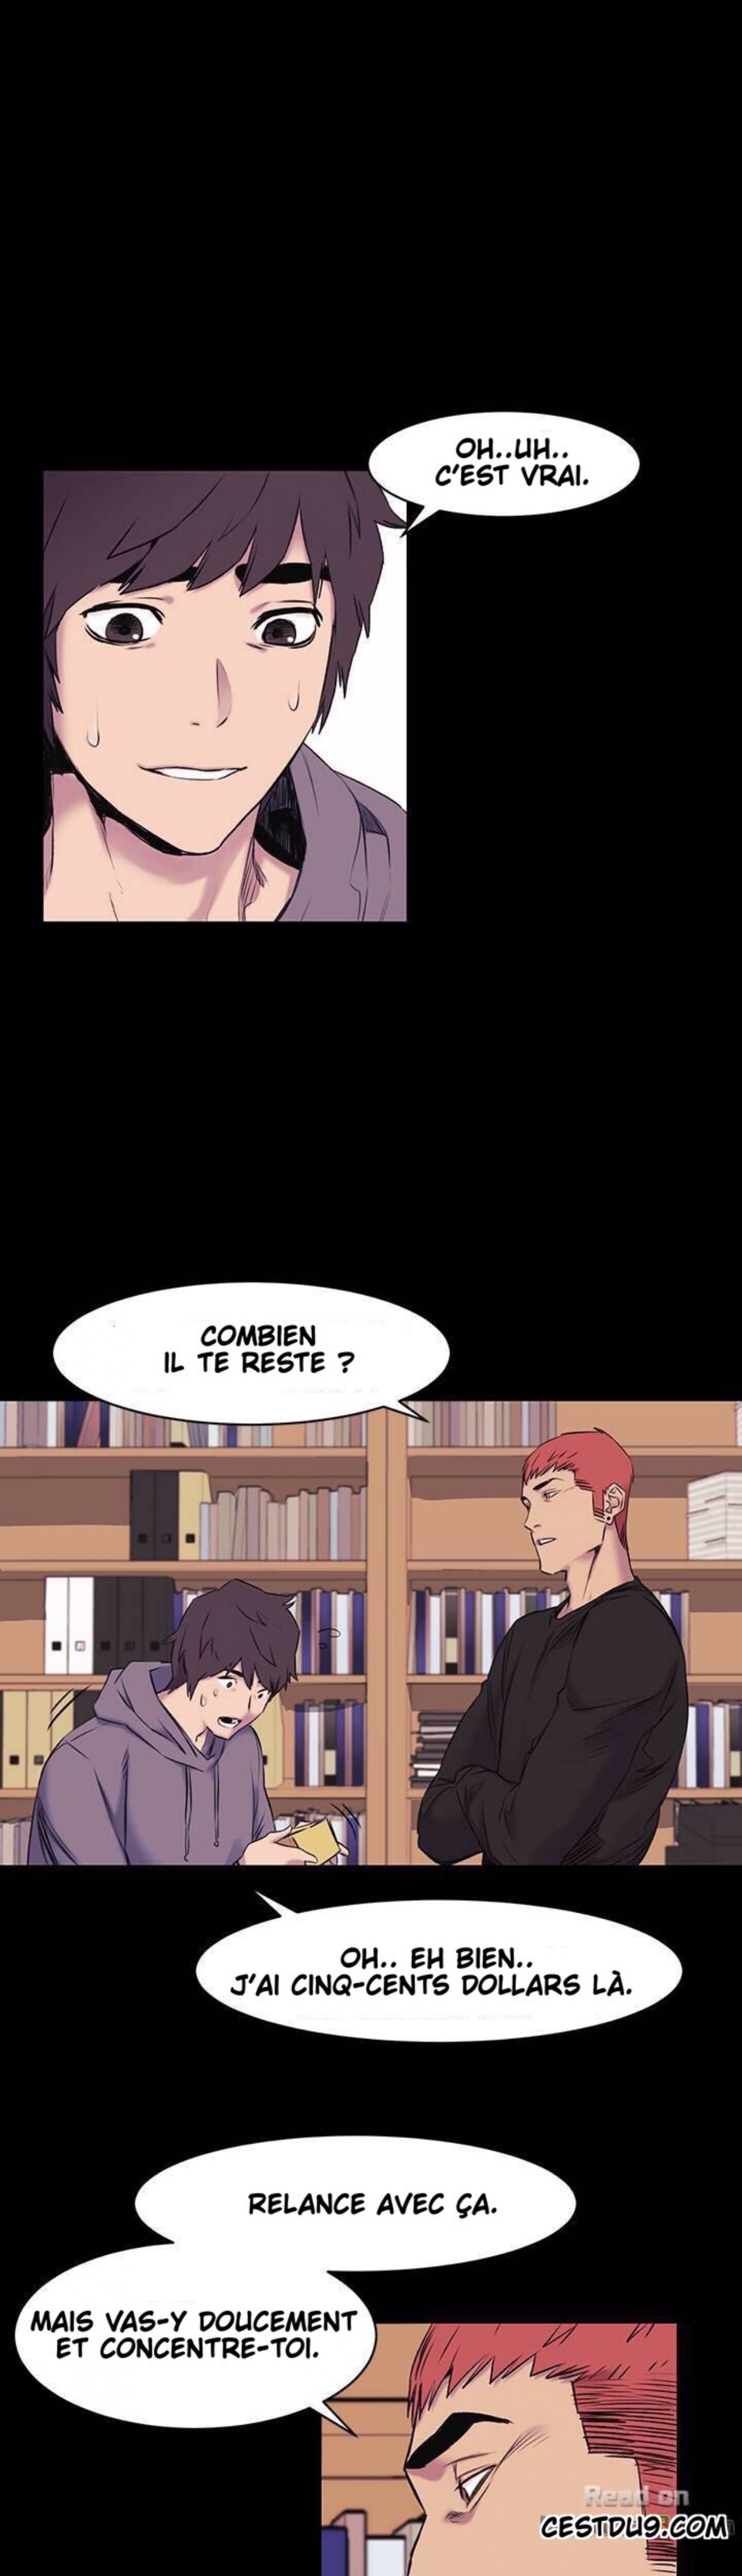 OH..UH..
C'EST VRAI.
COMBIEN
IL TE RESTE ?
OH.. EH BIEN..
J'AI CINQ-CENTS DOLLARS LÀ.
RELANCE AVEC ÇA.
MAIS VAS-Y DOUCEMENT
ET CONCENTRE-TOI.
Read on
CESTDU9.COM